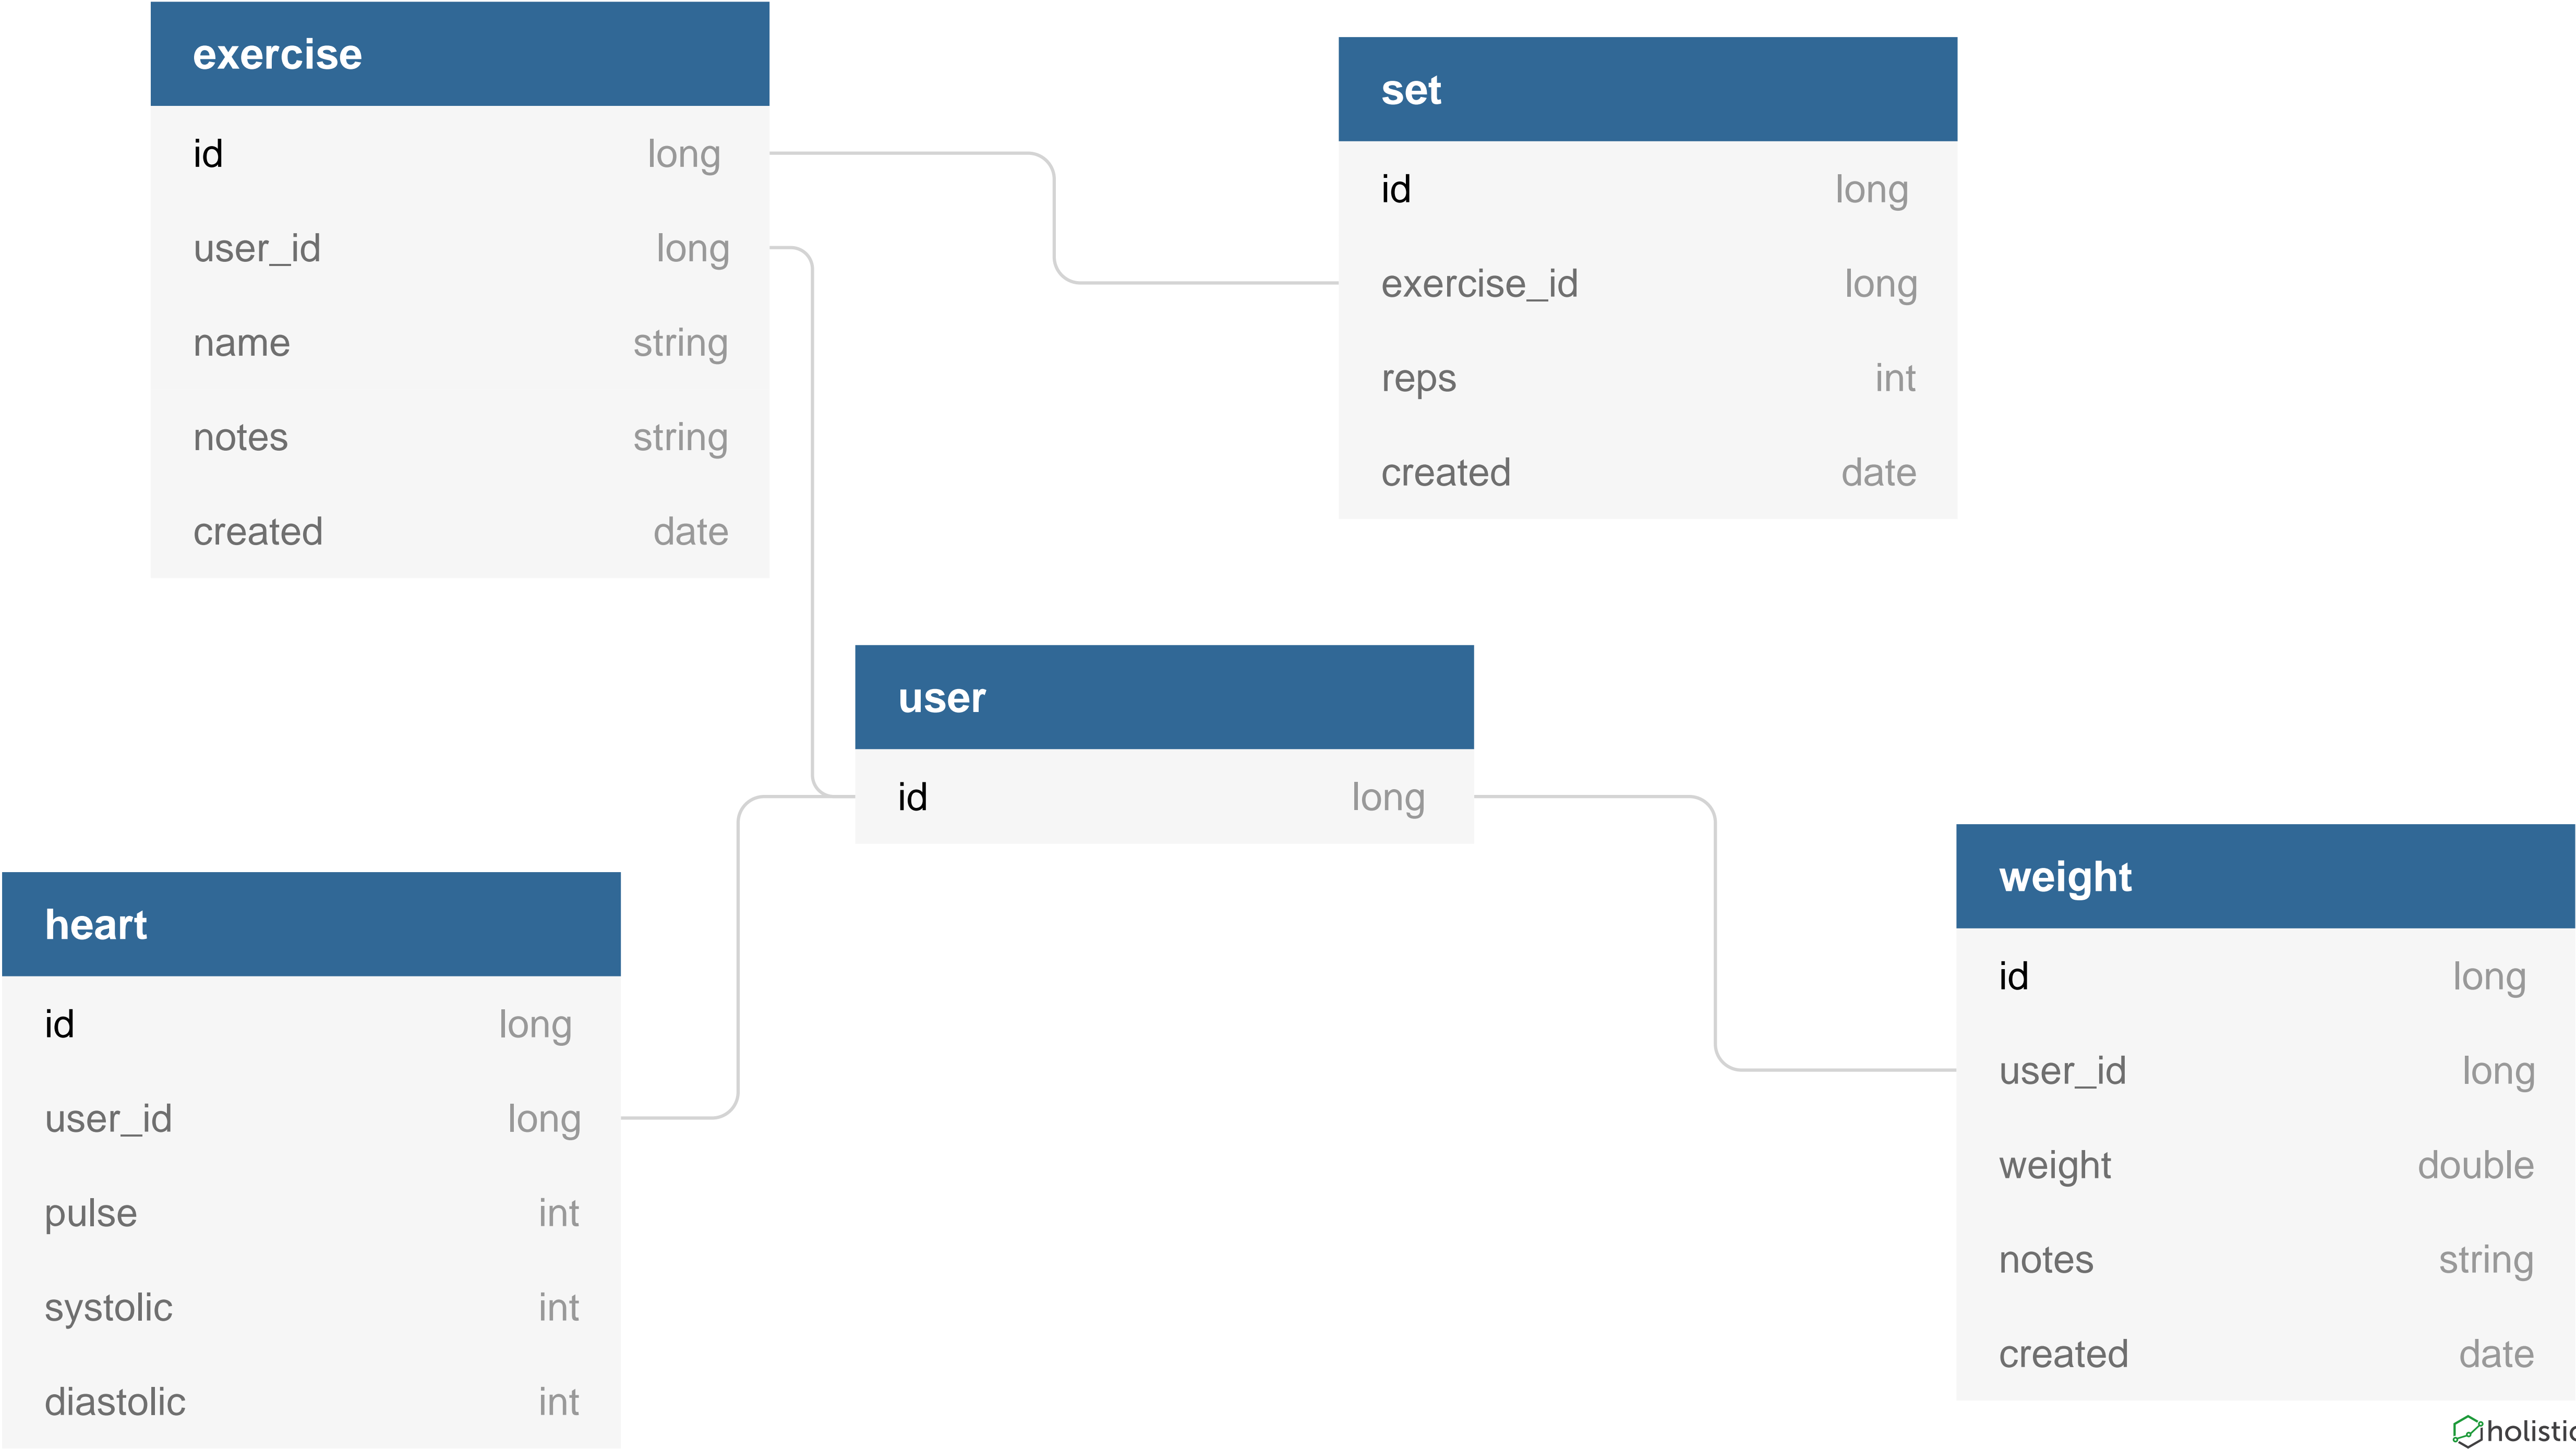 exercise
id long
user_id long
name string
notes string
created date
set
id long
exercise_id long
reps int
created date
user
id long
heart
id long
user_id long
pulse int
systolic int
diastolic int
weight
id long
user_id long
weight double
notes string
created date
holistic